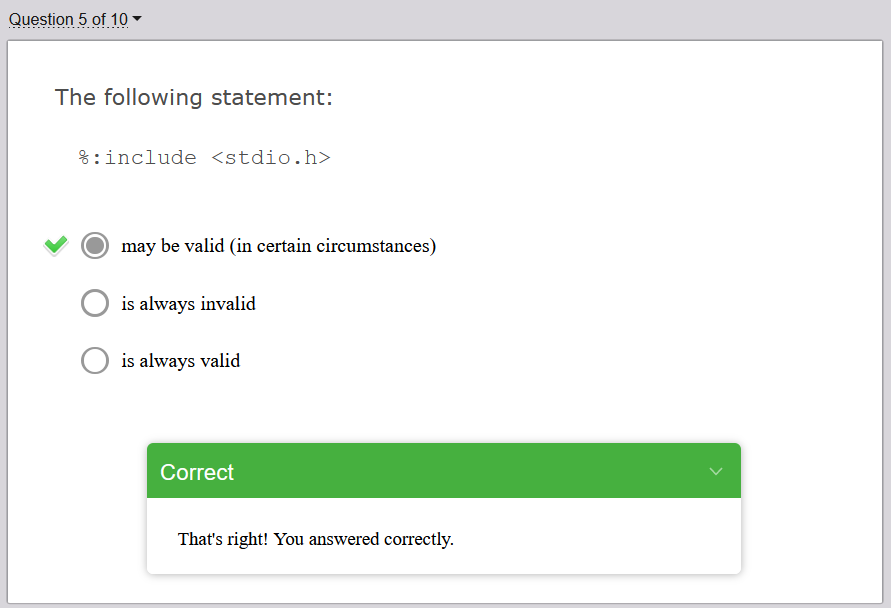 Question 5 of 10
The following statement:
%:include <stdio.h>
may be valid (in certain circumstances)
is always invalid
is always valid
Correct
That's right! You answered correctly.